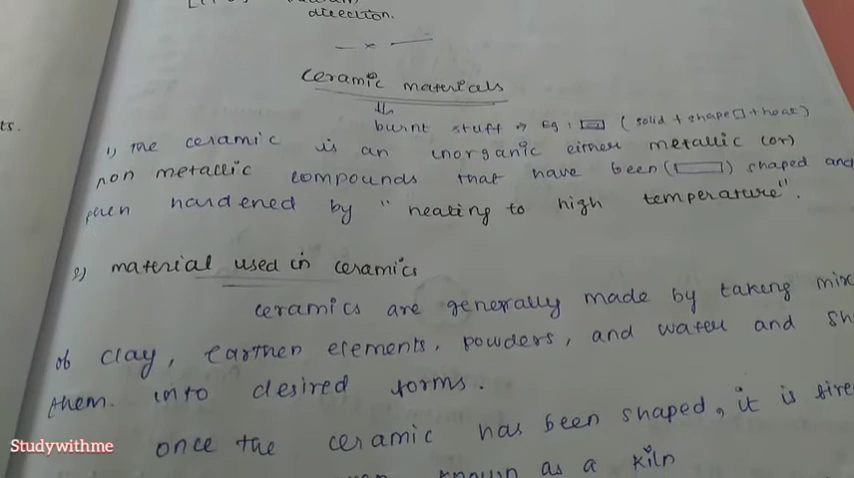 direction.
— x —
ceramic materials
burnt stuff ⇒ Eg : (solid + shape + heat)
ts.
1) The ceramic is an inorganic either metallic (or)
non metallic compounds that have been ( ) shaped and
hardened by "heating to high temperature".
2) material used in ceramics
ceramics are generally made by taking mix
of clay, earthen elements, powders, and water and sh
them. into desired forms.
once the ceramic has been shaped, it is fire
known as a kiln
Studywithme